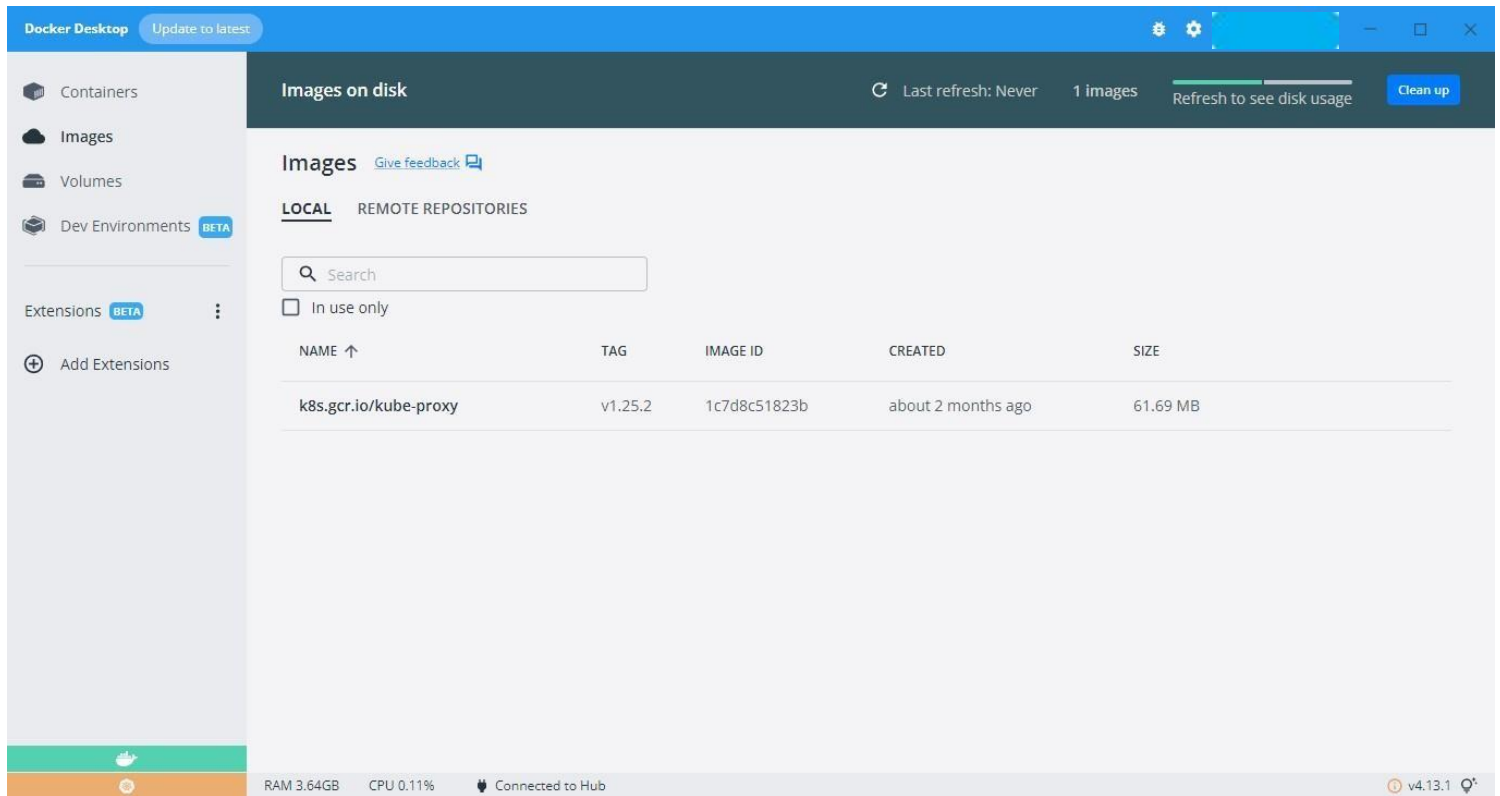 Docker Desktop Update to latest
Containers
Images
Volumes
Dev Environments BETA
Extensions BETA
Add Extensions
Images on disk Last refresh: Never 1 images Refresh to see disk usage Clean up
Images Give feedback
LOCAL REMOTE REPOSITORIES
Search
In use only
NAME TAG IMAGE ID CREATED SIZE
k8s.gcr.io/kube-proxy v1.25.2 1c7d8c51823b about 2 months ago 61.69 MB
RAM 3.64GB CPU 0.11% Connected to Hub v4.13.1